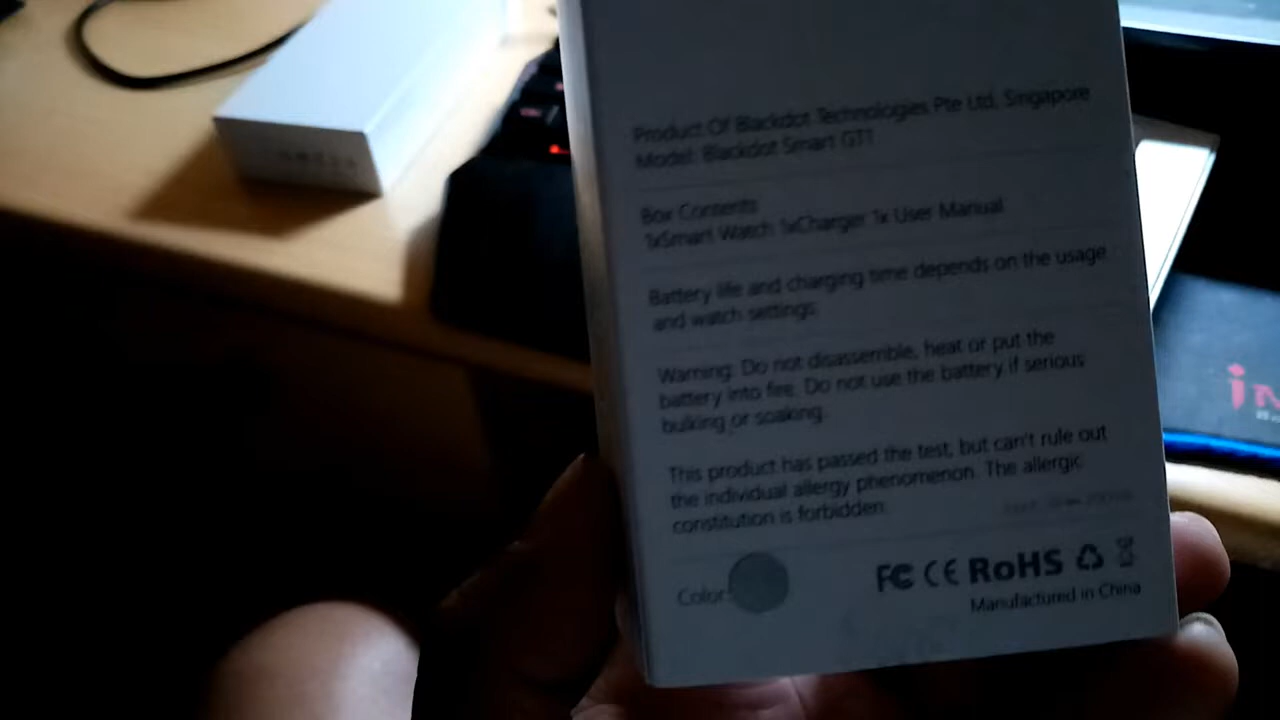 Product Of Blackdot Technologies Pte Ltd, Singapore
Model: Blackdot Smart GT1
Box Contents
1xSmart Watch 1xCharger 1x User Manual
Battery life and charging time depends on the usage
and watch settings.
Warning: Do not disassemble, heat or put the
battery into fire. Do not use the battery if serious
bulking or soaking.
This product has passed the test, but can't rule out
the individual allergy phenomenon. The allergic
constitution is forbidden.
Color:
FC CE RoHS
Manufactured in China